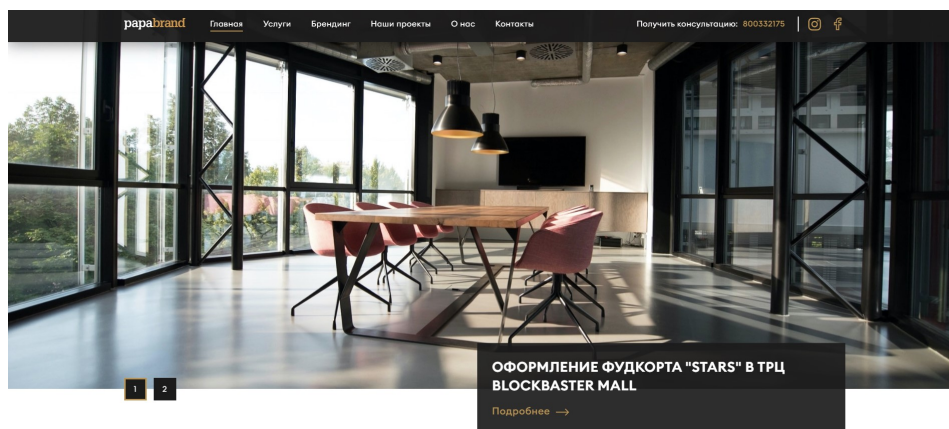 papabrand Главная Услуги Брендинг Наши проекты О нас Контакты Получить консультацию: 800332175
ОФОРМЛЕНИЕ ФУДКОРТА "STARS" В ТРЦ
BLOCKBASTER MALL
Подробнее →
1 2